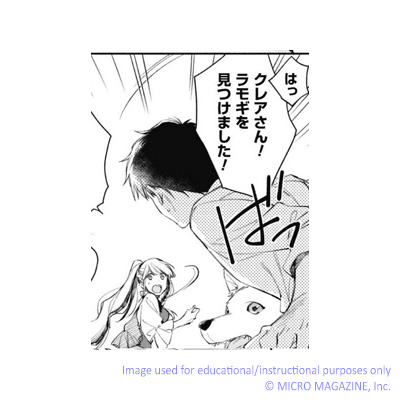 はっ
クレアさん!
ラモギを
見つけました!
ばっ
Image used for educational/instructional purposes only
© MICRO MAGAZINE, Inc.